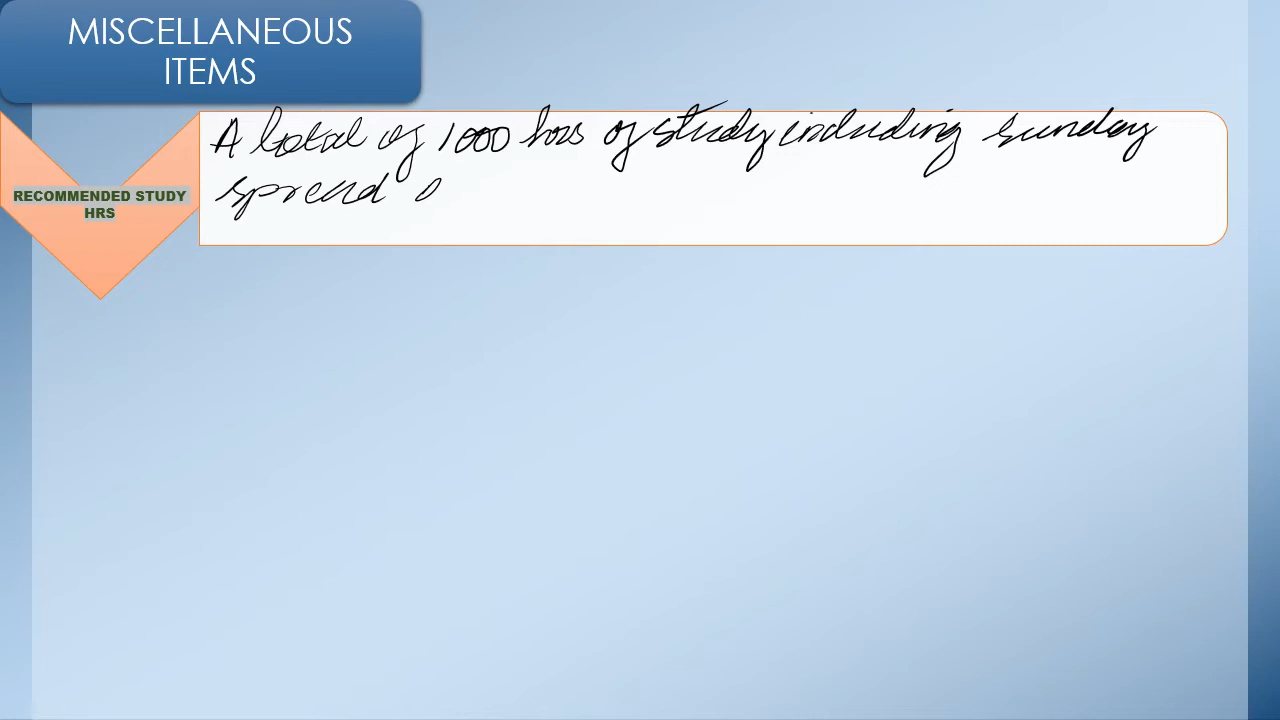 MISCELLANEOUS
ITEMS
RECOMMENDED STUDY
HRS
A total of 1000 hrs of study including sunday
spread o